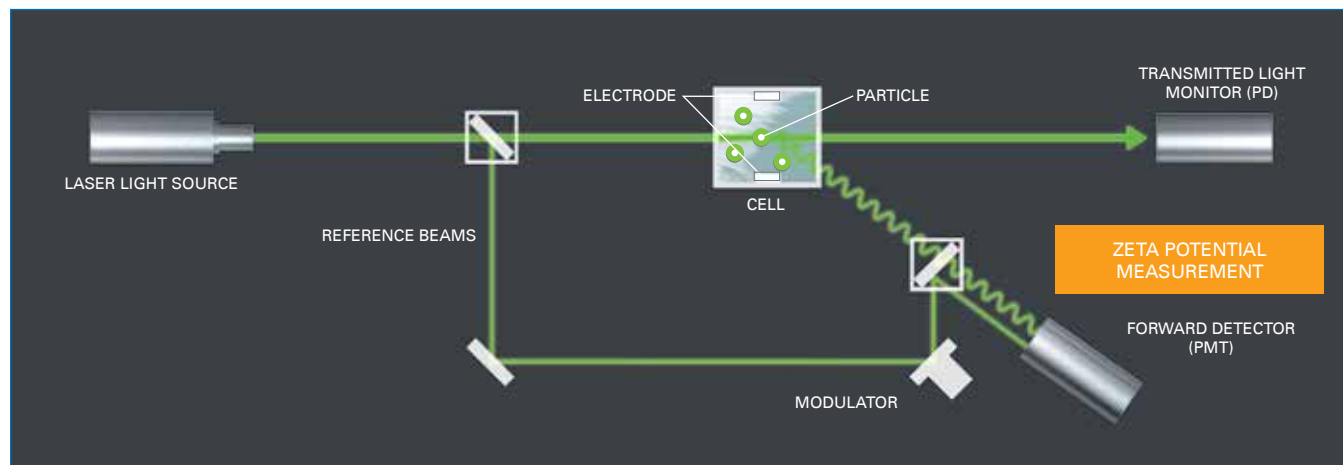 TRANSMITTED LIGHT
MONITOR (PD)
ELECTRODE
PARTICLE
LASER LIGHT SOURCE
CELL
REFERENCE BEAMS
ZETA POTENTIAL
MEASUREMENT
FORWARD DETECTOR
(PMT)
MODULATOR